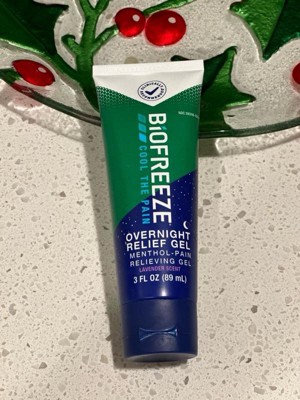 BIOFREEZE
COOL THE PAIN
OVERNIGHT
RELIEF GEL
MENTHOL-PAIN
RELIEVING GEL
LAVENDER SCENT
3 FL OZ (89 mL)